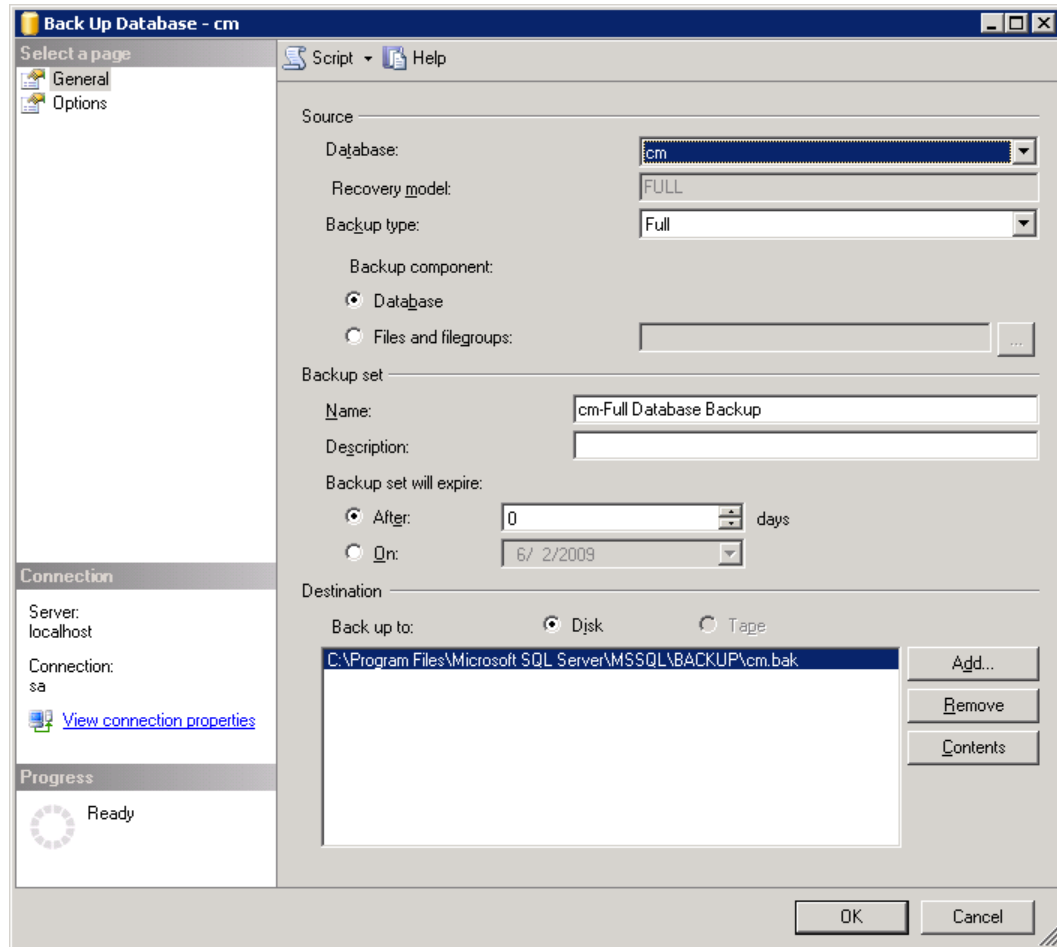 Back Up Database - cm
Select a page
General
Options
Script Help
Source
Database: cm
Recovery model: FULL
Backup type: Full
Backup component:
Database
Files and filegroups: ...
Backup set
Name: cm-Full Database Backup
Description:
Backup set will expire:
After: 0 days
On: 6/ 2/2009
Destination
Back up to: Disk Tape
C:\Program Files\Microsoft SQL Server\MSSQL\BACKUP\cm.bak
Add...
Remove
Contents
Connection
Server:
localhost
Connection:
sa
View connection properties
Progress
Ready
OK Cancel